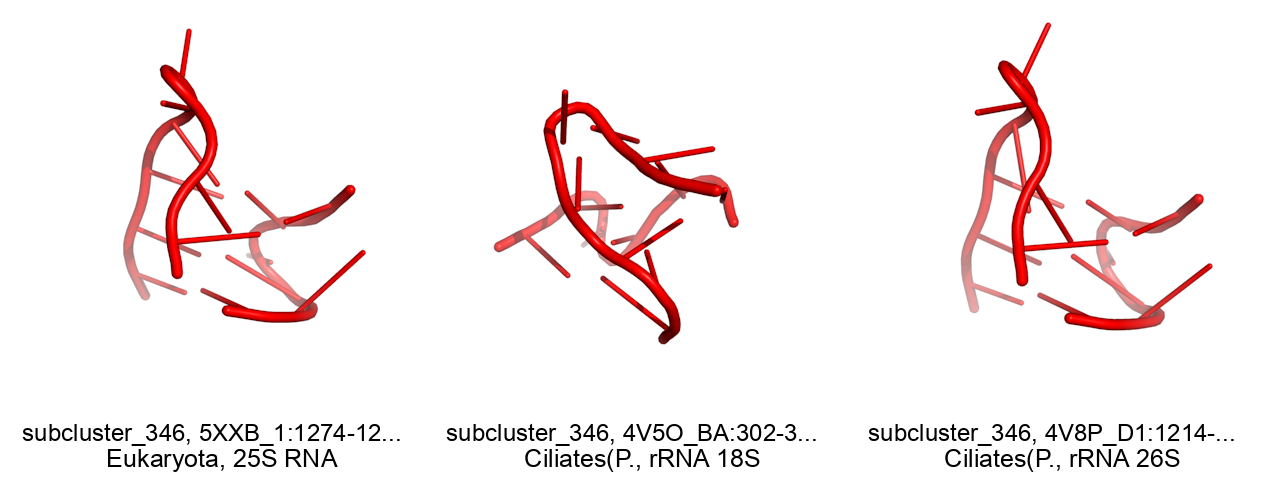 subcluster_346, 5XXB_1:1274-12...
Eukaryota, 25S RNA
subcluster_346, 4V5O_BA:302-3...
Ciliates(P., rRNA 18S
subcluster_346, 4V8P_D1:1214-...
Ciliates(P., rRNA 26S